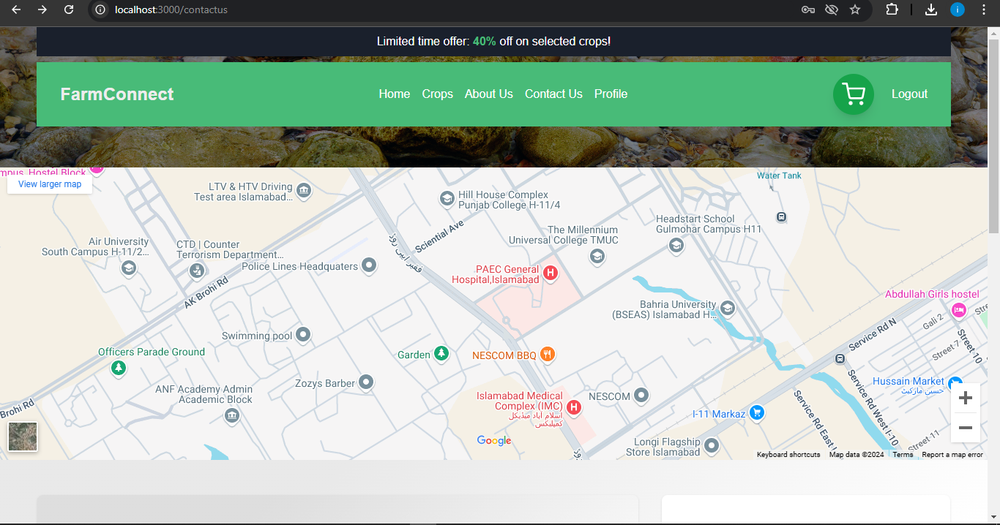 localhost:3000/contactus
i
Limited time offer: 40% off on selected crops!
FarmConnect
Home
Crops
About Us
Contact Us
Profile
Logout
mpus, Hostel Block
View larger map
LTV & HTV Driving
Test area Islamabad...
Hill House Complex
Punjab College H-11/4
Water Tank
Sciential Ave
فقیر ایپی روڈ
The Millennium
Universal College TMUC
Headstart School
Gulmohar Campus H11
Air University
South Campus H-11/2...
CTD | Counter
Terrorism Department...
Police Lines Headquaters
PAEC General
Hospital,Islamabad
H
AK Brohi Rd
Bahria University
(BSEAS) Islamabad H...
Abdullah Girls hostel
Gali-2
Stre
Service Rd N
Street 7
Street 10
Swimming pool
Officers Parade Ground
Garden
NESCOM BBQ
Zozys Barber
ANF Academy Admin
Academic Block
Islamabad Medical
Complex (IMC)
اسلام آباد میڈیکل
کمپلیکس
H
NESCOM
Hussain Market
حسین مارکیٹ
Brohi Rd
I-11 Markaz
Service Rd East I-
Service Rd West I-10
Street-11
Google
Longi Flagship
Store Islamabad
Keyboard shortcuts
Map data ©2024
Terms
Report a map error